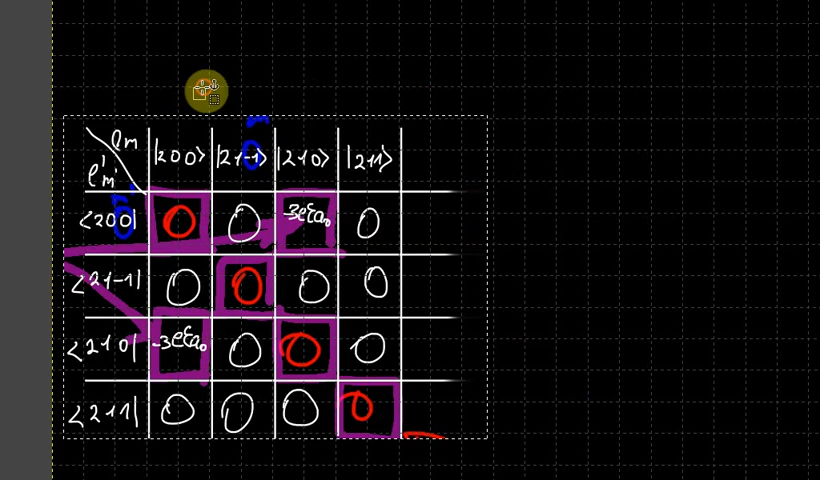 lm
l'm' |200> |21-1> |210> |211>
m
<200| 0 0 -3eεa₀ 0
<21-1| 0 0 0 0
<210| -3eεa₀ 0 0 0
<211| 0 0 0 0